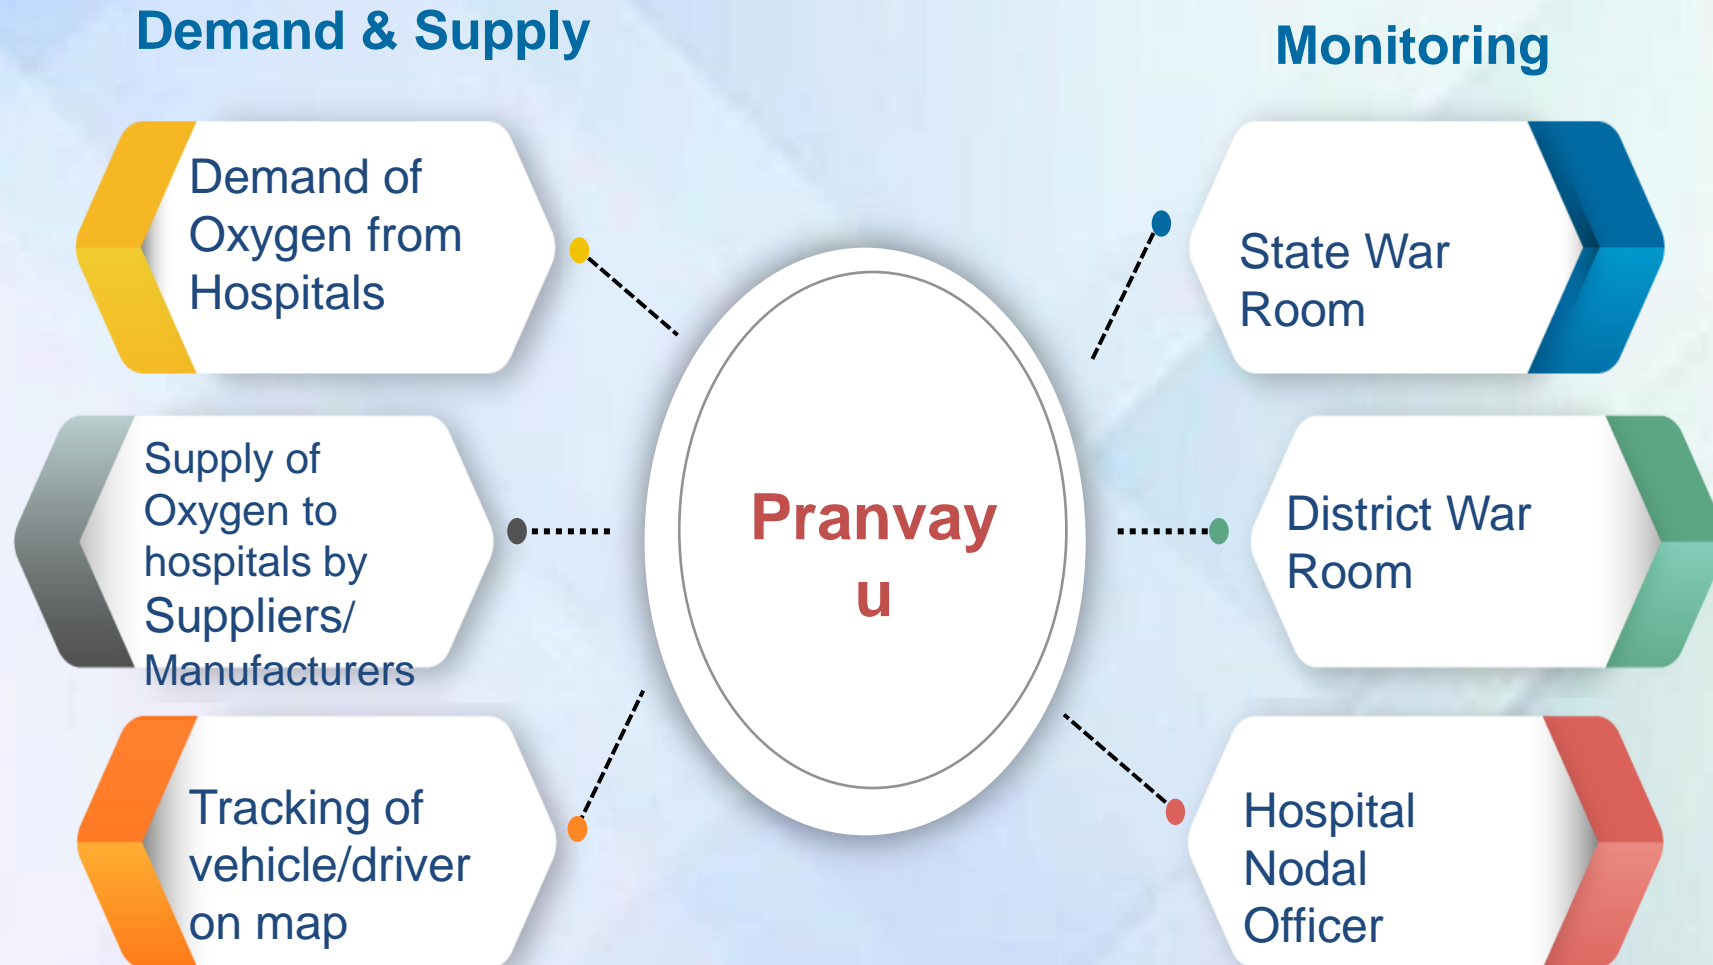 Demand & Supply
Monitoring
Demand of
Oxygen from
Hospitals
Supply of
Oxygen to
hospitals by
Suppliers/
Manufacturers
Tracking of
vehicle/driver
on map
Pranvay
u
State War
Room
District War
Room
Hospital
Nodal
Officer